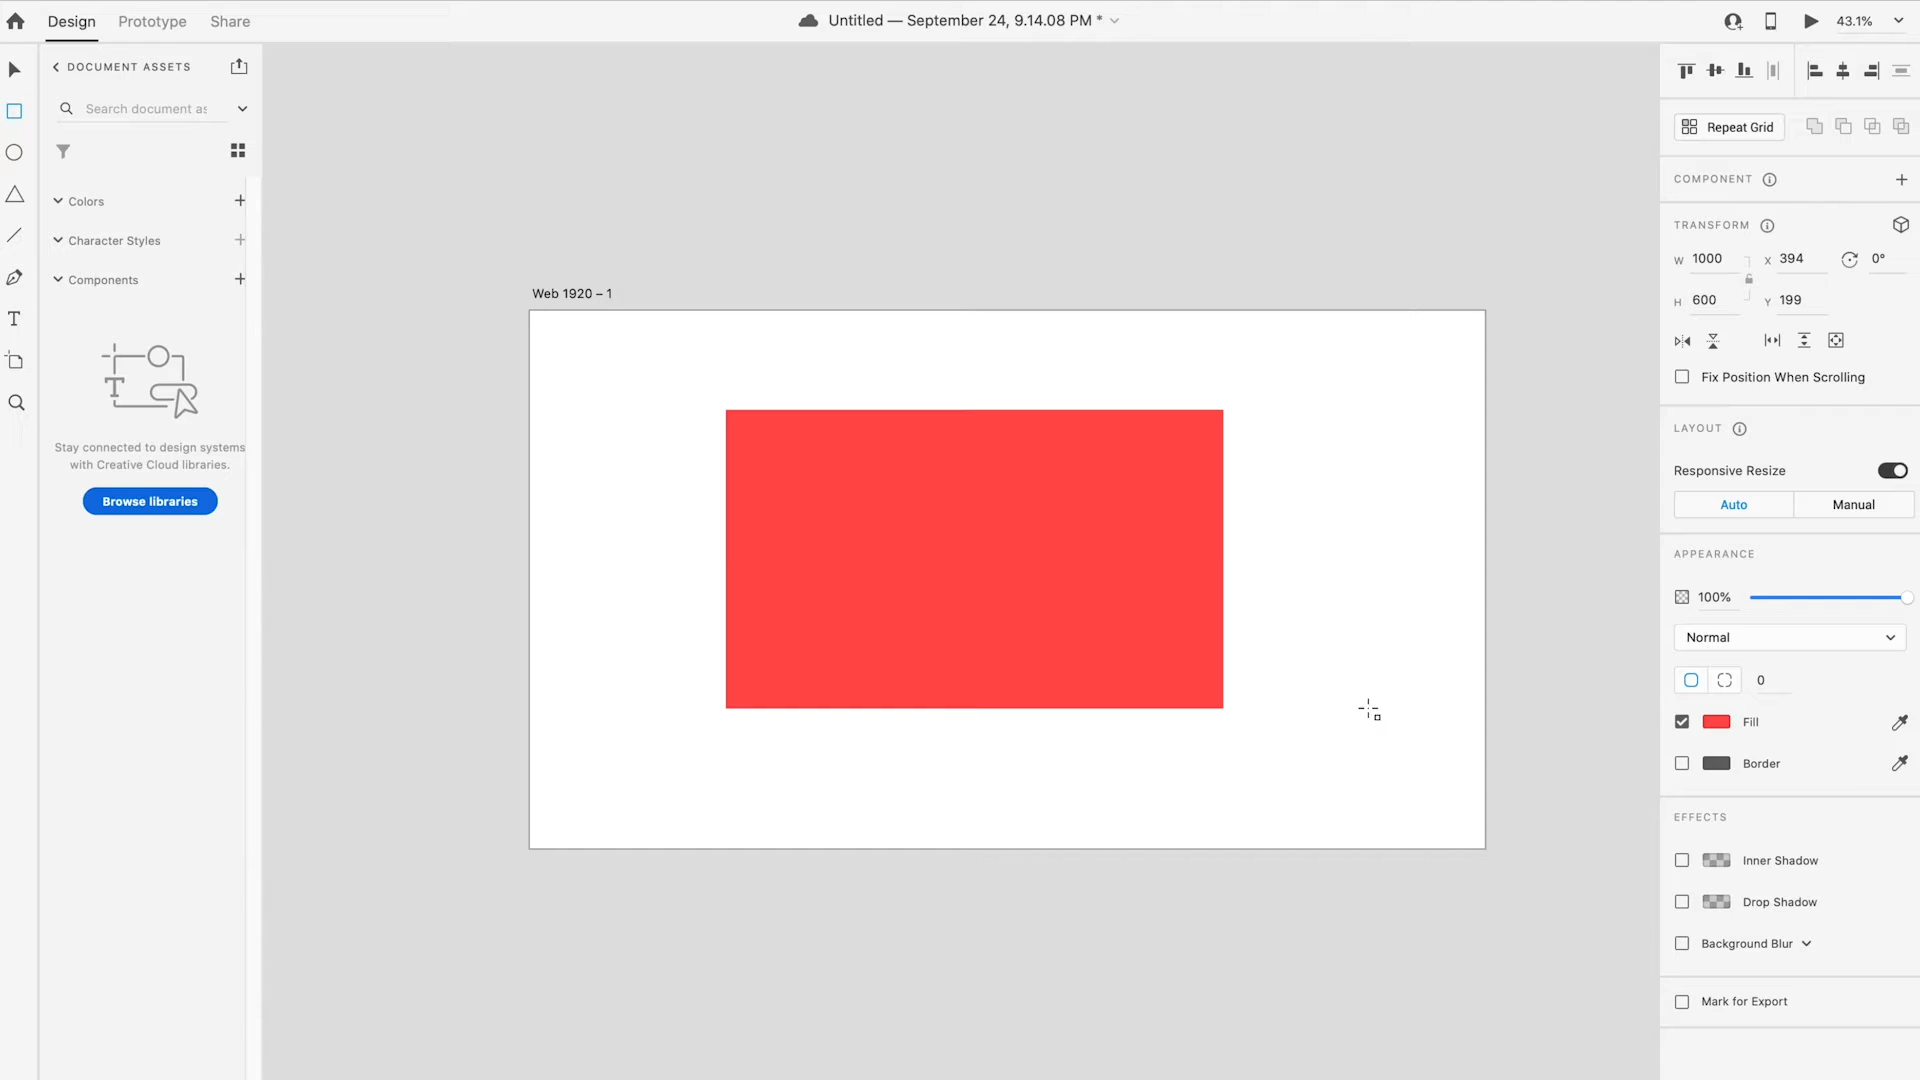 Design Prototype Share
Untitled — September 24, 9.14.08 PM *
43.1%
DOCUMENT ASSETS
Search document as
Colors
Character Styles
Components
T
Stay connected to design systems
with Creative Cloud libraries.
Browse libraries
Web 1920 – 1
Repeat Grid
COMPONENT
TRANSFORM
W 1000 X 394 0°
H 600 Y 199
Fix Position When Scrolling
LAYOUT
Responsive Resize
Auto Manual
APPEARANCE
100%
Normal
0
Fill
Border
EFFECTS
Inner Shadow
Drop Shadow
Background Blur
Mark for Export